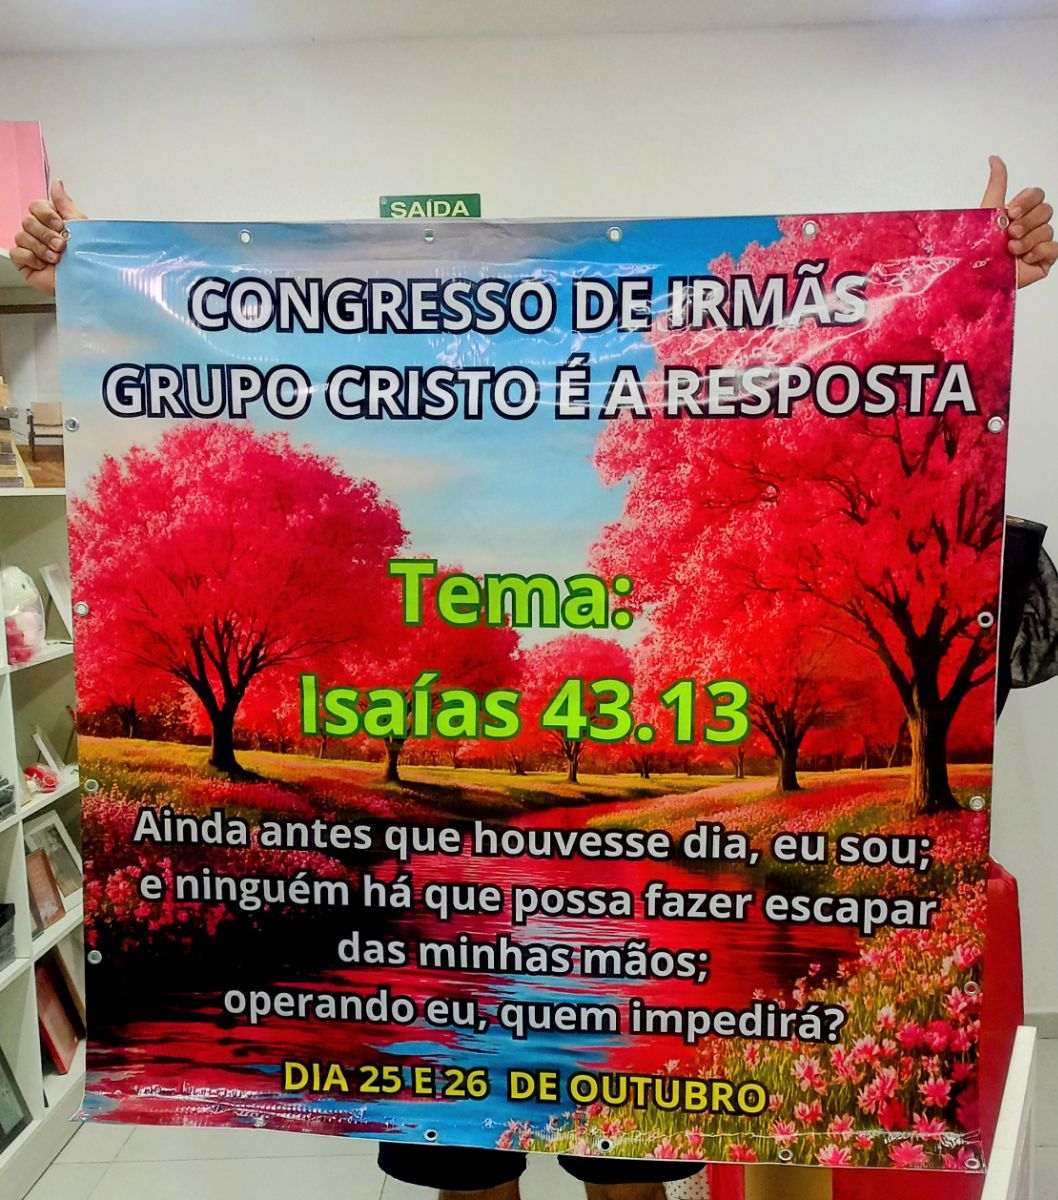 SAÍDA
CONGRESSO DE IRMÃS
GRUPO CRISTO É A RESPOSTA
Tema:
Isaías 43.13
Ainda antes que houvesse dia, eu sou;
e ninguém há que possa fazer escapar
das minhas mãos;
operando eu, quem impedirá?
DIA 25 E 26 DE OUTUBRO